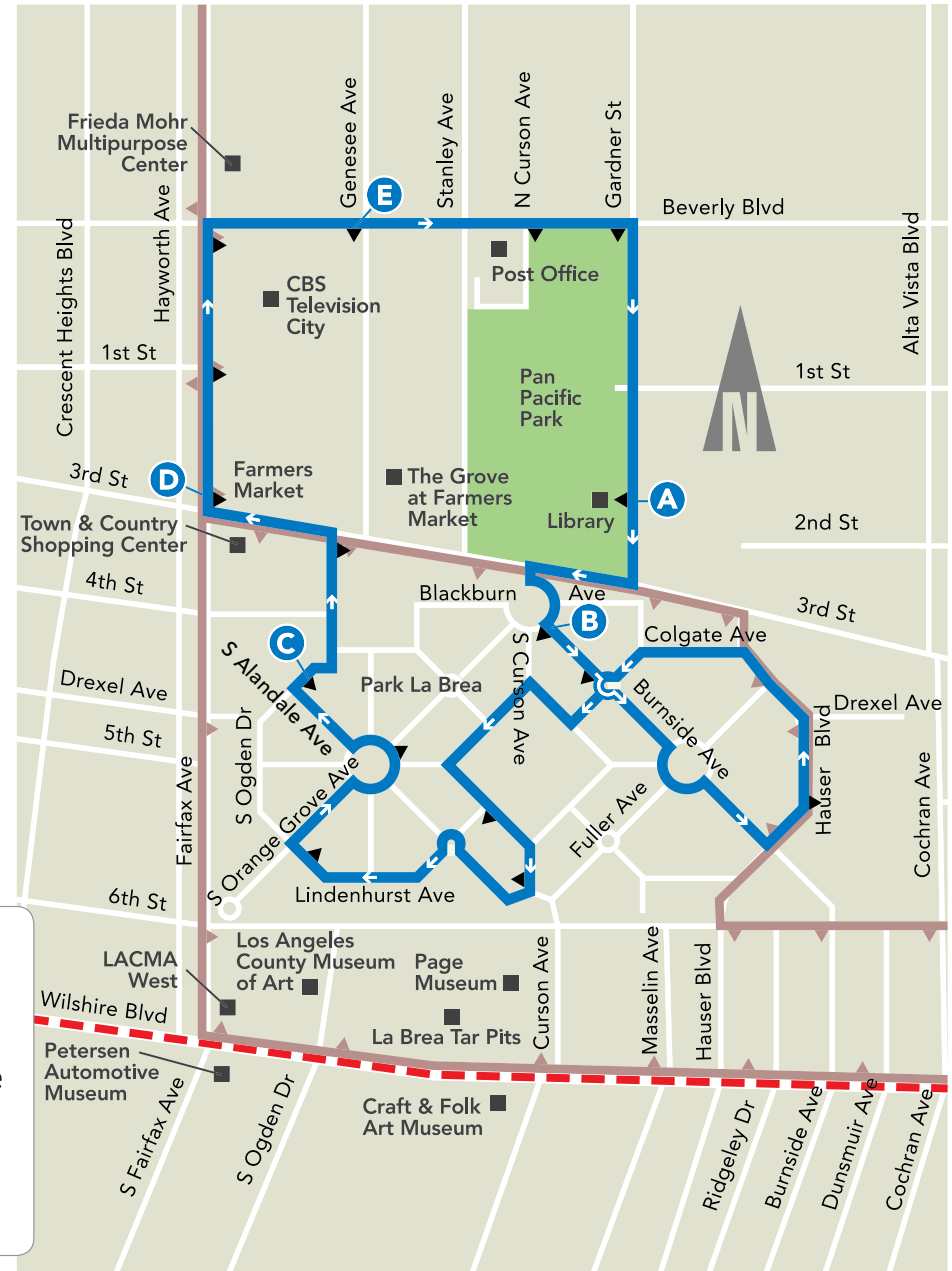 Genesee Ave
Stanley Ave
N Curson Ave
Gardner St
Frieda Mohr
Multipurpose
Center
E
Beverly Blvd
Hayworth Ave
Crescent Heights Blvd
Alta Vista Blvd
Post Office
CBS
Television
City
1st St
1st St
Pan
Pacific
Park
N
3rd St
D
Farmers
Market
The Grove
at Farmers
Market
A
Library
Town & Country
Shopping Center
2nd St
4th St
Blackburn
Ave
B
3rd St
Colgate Ave
C
S Alandale Ave
S Curson Ave
Park La Brea
Drexel Ave
Burnside Ave
Drexel Ave
5th St
S Ogden Dr
Hauser Blvd
Fairfax Ave
S Orange Grove Ave
Fuller Ave
Cochran Ave
Lindenhurst Ave
6th St
Los Angeles
County Museum
of Art
LACMA
West
Page
Museum
Curson Ave
Masselin Ave
Hauser Blvd
Wilshire Blvd
La Brea Tar Pits
Petersen
Automotive
Museum
e
Craft & Folk
Art Museum
S Fairfax Ave
S Ogden Dr
Ridgeley Dr
Burnside Ave
Dunsmuir Ave
Cochran Ave